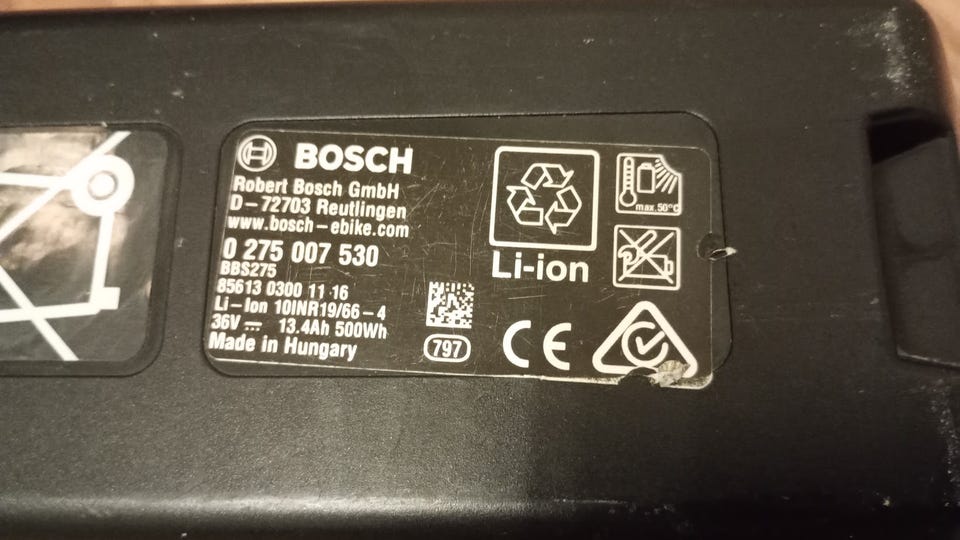 BOSCH
Robert Bosch GmbH
D-72703 Reutlingen
www.bosch-ebike.com
0 275 007 530
BBS275
85613 0300 11 16
Li-Ion 10INR19/66-4
36V⎓ 13.4Ah 500Wh
Made in Hungary
797
Li-ion
max.50°C
CE